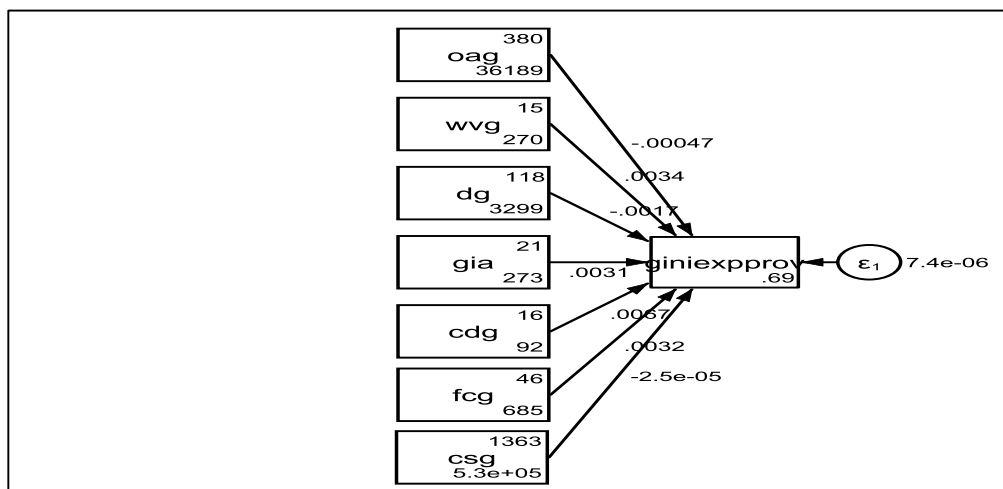 380
oag
36189
15
wvg
270
118
dg
3299
21
gia
273
16
cdg
92
46
fcg
685
1363
csg
5.3e+05
-.00047
.0034
-.0017
.0031
.0067
.0032
-2.5e-05
giniexpprov
.69
ε₁
7.4e-06